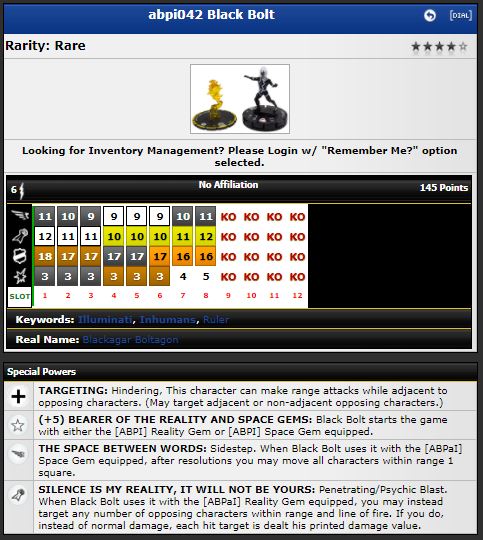 abpi042 Black Bolt
[DIAL]
Rarity: Rare
Looking for Inventory Management? Please Login w/ "Remember Me?" option
selected.
6 No Affiliation 145 Points
11 10 9 9 9 9 10 11 KO KO KO KO
12 11 11 10 10 10 11 12 KO KO KO KO
18 17 17 17 17 17 16 16 KO KO KO KO
3 3 3 3 3 3 4 5 KO KO KO KO
SLOT 1 2 3 4 5 6 7 8 9 10 11 12
Keywords: Illuminati, Inhumans, Ruler
Real Name: Blackagar Boltagon
Special Powers
TARGETING: Hindering, This character can make range attacks while adjacent to
opposing characters. (May target adjacent or non-adjacent opposing characters.)
(+5) BEARER OF THE REALITY AND SPACE GEMS: Black Bolt starts the
game with either the [ABPI] Reality Gem or [ABPI] Space Gem equipped.
THE SPACE BETWEEN WORDS: Sidestep. When Black Bolt uses it with the [ABPaI]
Space Gem equipped, after resolutions you may move all characters within range 1
square.
SILENCE IS MY REALITY, IT WILL NOT BE YOURS: Penetrating/Psychic Blast.
When Black Bolt uses it with the [ABPaI] Reality Gem equipped, you may instead
target any number of opposing characters within range and line of fire. If you do,
instead of normal damage, each hit target is dealt his printed damage value.